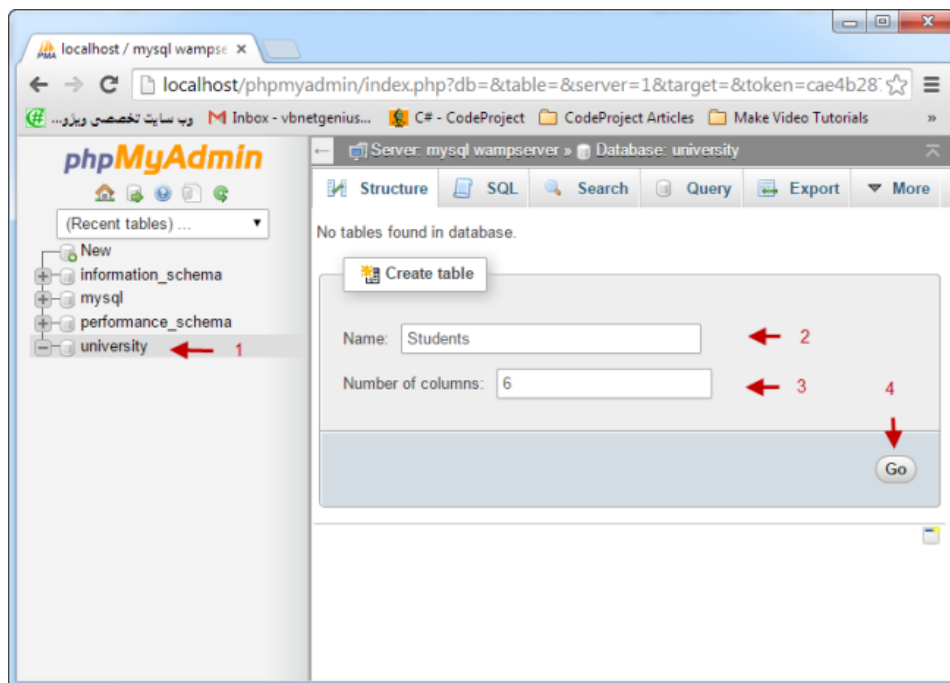 localhost / mysql wampse
localhost/phpmyadmin/index.php?db=&table=&server=1&target=&token=cae4b28
وب سایت تخصصی ویژو...
Inbox - vbnetgenius...
C# - CodeProject
CodeProject Articles
Make Video Tutorials
»
phpMyAdmin
(Recent tables) ...
New
information_schema
mysql
performance_schema
university
1
Server: mysql wampserver » Database: university
Structure
SQL
Search
Query
Export
More
No tables found in database.
Create table
Name: Students
2
Number of columns: 6
3
4
Go